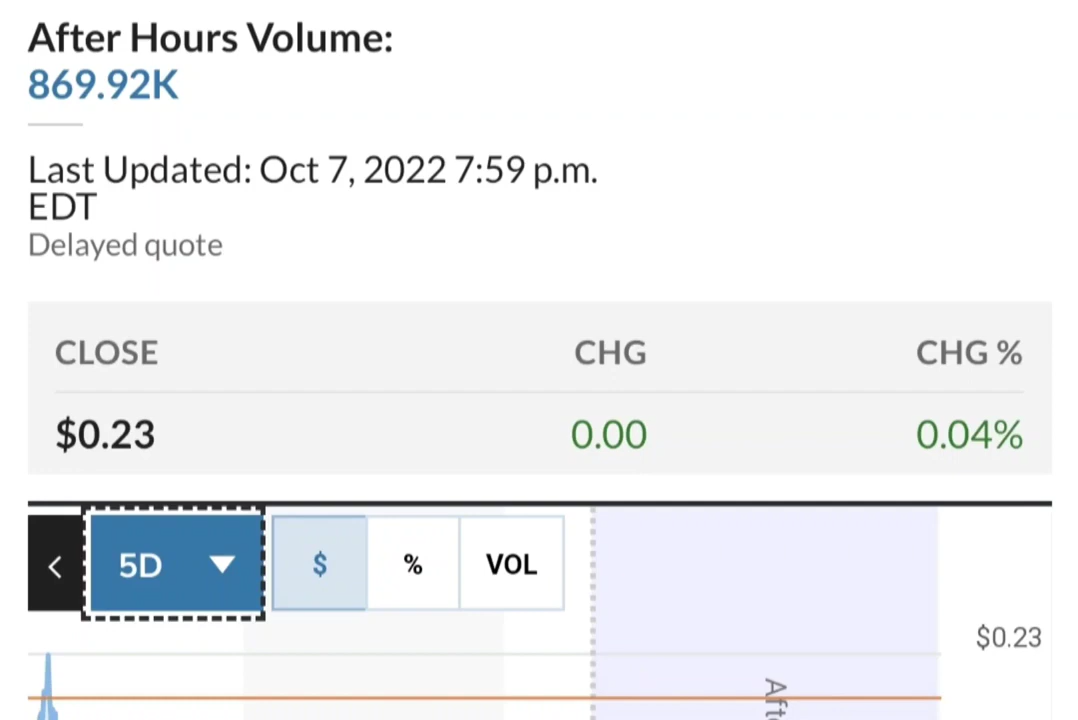 After Hours Volume:
869.92K
Last Updated: Oct 7, 2022 7:59 p.m.
EDT
Delayed quote
CLOSE CHG CHG %
$0.23 0.00 0.04%
5D $ % VOL
$0.23